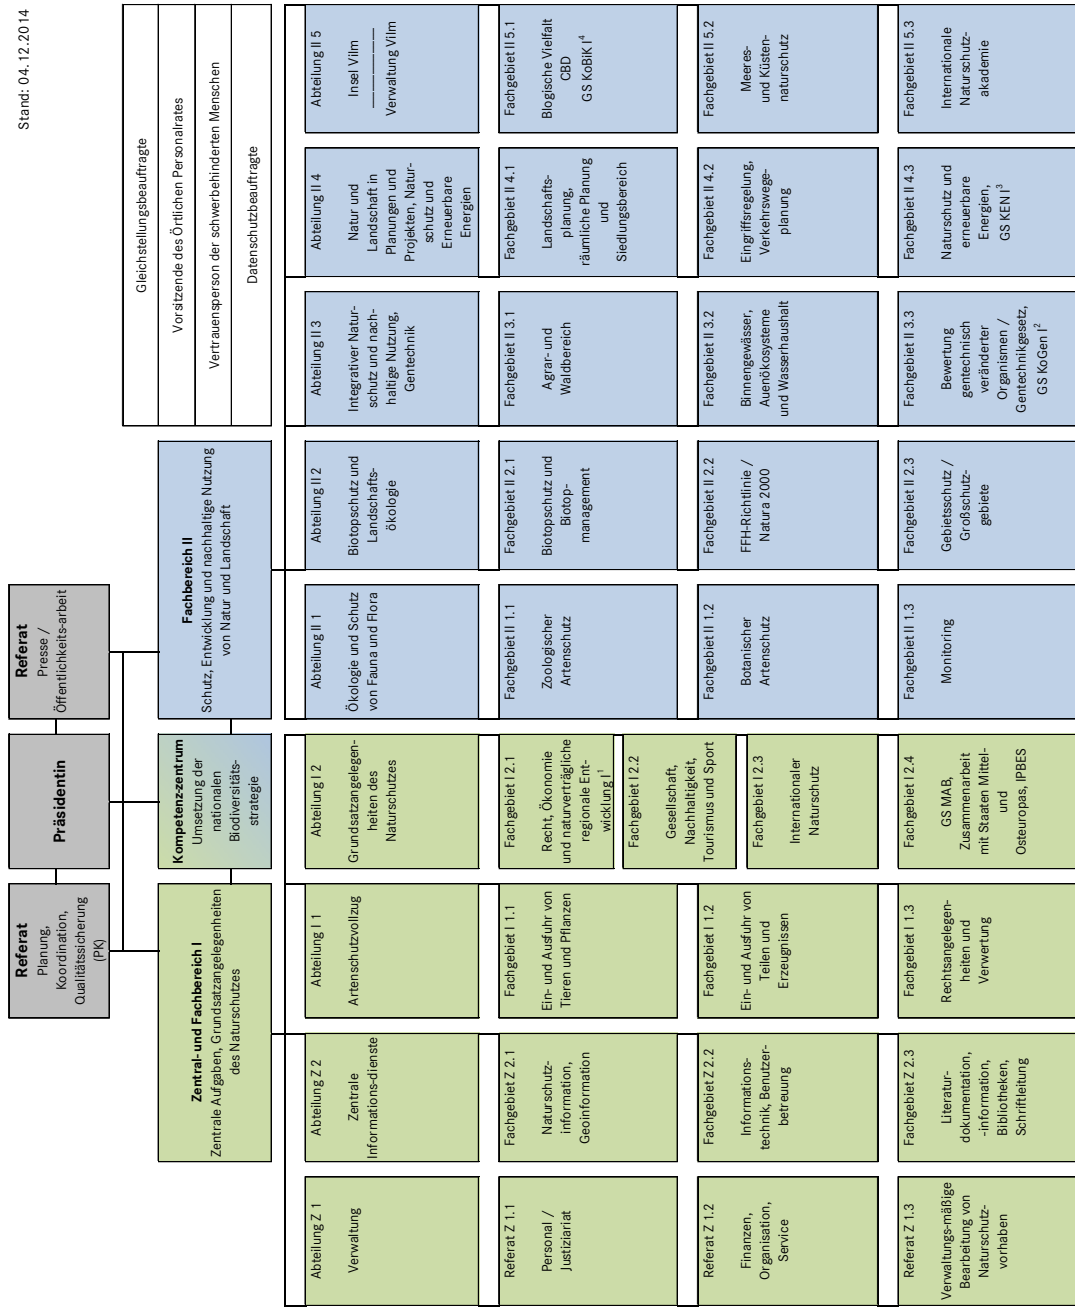 Stand: 04.12.2014
Referat
Planung,
Koordination,
Qualitätssicherung
(PK)
Präsidentin
Referat
Presse /
Öffentlichkeits-arbeit
Gleichstellungsbeauftragte
Vorsitzende des Örtlichen Personalrates
Vertrauensperson der schwerbehinderten Menschen
Datenschutzbeauftragte
Zentral- und Fachbereich I
Zentrale Aufgaben, Grundsatzangelegenheiten
des Naturschutzes
Kompetenz-zentrum
Umsetzung der
nationalen
Biodiversitäts-
strategie
Fachbereich II
Schutz, Entwicklung und nachhaltige Nutzung
von Natur und Landschaft
Abteilung Z 1
Verwaltung
Abteilung Z 2
Zentrale
Informations-dienste
Abteilung I 1
Artenschutzvollzug
Abteilung I 2
Grundsatzangelegen-
heiten des
Naturschutzes
Abteilung II 1
Ökologie und Schutz
von Fauna und Flora
Abteilung II 2
Biotopschutz und
Landschafts-
ökologie
Abteilung II 3
Integrativer Natur-
schutz und nach-
haltige Nutzung,
Gentechnik
Abteilung II 4
Natur und
Landschaft in
Planungen und
Projekten, Natur-
schutz und
Erneuerbare
Energien
Abteilung II 5
Insel Vilm
——————
Verwaltung Vilm
Referat Z 1.1
Personal /
Justiziariat
Fachgebiet Z 2.1
Naturschutz-
information,
Geoinformation
Fachgebiet I 1.1
Ein- und Ausfuhr von
Tieren und Pflanzen
Fachgebiet I 2.1
Recht, Ökonomie
und naturverträgliche
regionale Ent-
wicklung I¹
Fachgebiet I 2.2
Gesellschaft,
Nachhaltigkeit,
Tourismus und Sport
Fachgebiet II 1.1
Zoologischer
Artenschutz
Fachgebiet II 2.1
Biotopschutz und
Biotop-
management
Fachgebiet II 3.1
Agrar- und
Waldbereich
Fachgebiet II 4.1
Landschafts-
planung,
räumliche Planung
und
Siedlungsbereich
Fachgebiet II 5.1
Blogische Vielfalt
CBD
GS KoBiK I⁴
Referat Z 1.2
Finanzen,
Organisation,
Service
Fachgebiet Z 2.2
Informations-
technik, Benutzer-
betreuung
Fachgebiet I 1.2
Ein- und Ausfuhr von
Teilen und
Erzeugnissen
Fachgebiet I 2.3
Internationaler
Naturschutz
Fachgebiet II 1.2
Botanischer
Artenschutz
Fachgebiet II 2.2
FFH-Richtlinie /
Natura 2000
Fachgebiet II 3.2
Binnengewässer,
Auenökosysteme
und Wasserhaushalt
Fachgebiet II 4.2
Eingriffsregelung,
Verkehrswege-
planung
Fachgebiet II 5.2
Meeres-
und Küsten-
naturschutz
Referat Z 1.3
Verwaltungs-mäßige
Bearbeitung von
Naturschutz-
vorhaben
Fachgebiet Z 2.3
Literatur-
dokumentation,
-information,
Bibliotheken,
Schriftleitung
Fachgebiet I 1.3
Rechtsangelegen-
heiten und
Verwertung
Fachgebiet I 2.4
GS MAB,
Zusammenarbeit
mit Staaten Mittel-
und
Osteuropas, IPBES
Fachgebiet II 1.3
Monitoring
Fachgebiet II 2.3
Gebietsschutz /
Großschutz-
gebiete
Fachgebiet II 3.3
Bewertung
gentechnisch
veränderter
Organismen /
Gentechnikgesetz,
GS KoGen I²
Fachgebiet II 4.3
Naturschutz und
erneuerbare
Energien,
GS KEN I³
Fachgebiet II 5.3
Internationale
Naturschutz-
akademie